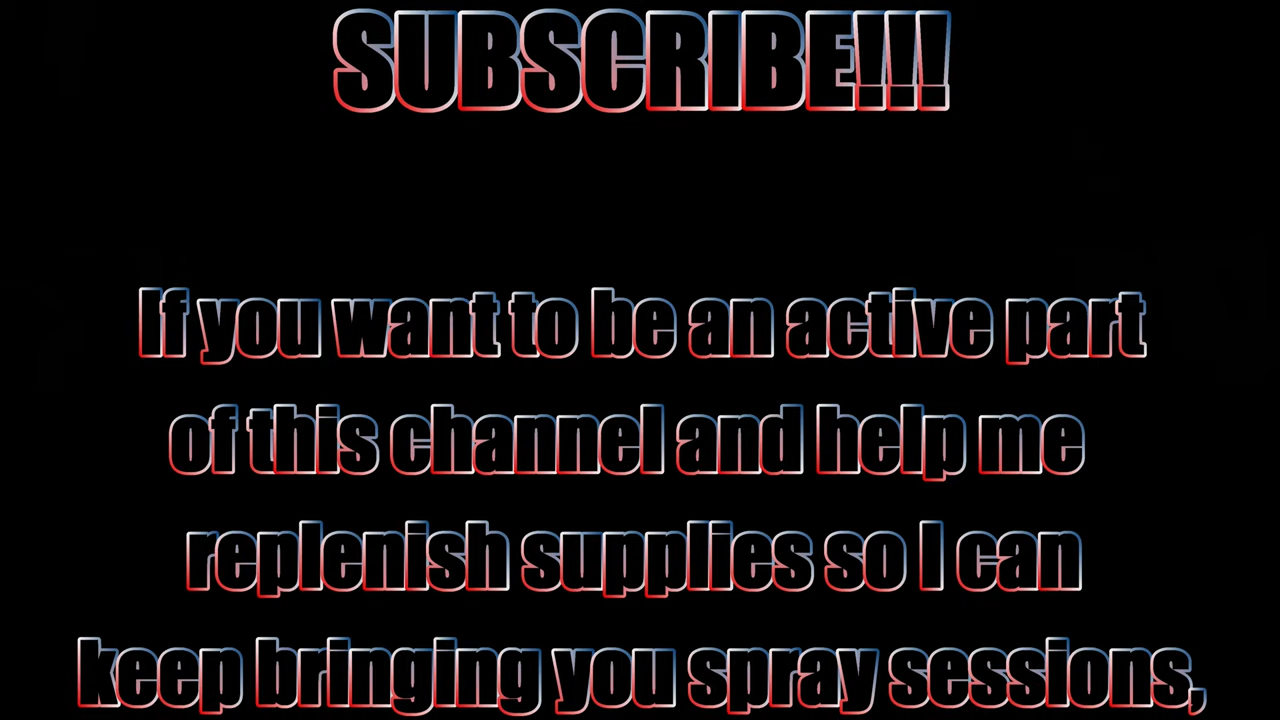 SUBSCRIBE!!!
If you want to be an active part
of this channel and help me
replenish supplies so I can
keep bringing you spray sessions,